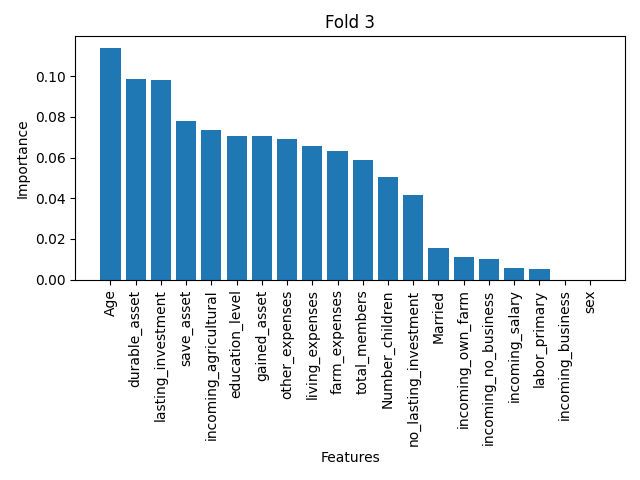 Fold 3
Importance
0.10
0.08
0.06
0.04
0.02
0.00
Age
durable_asset
lasting_investment
save_asset
incoming_agricultural
education_level
gained_asset
other_expenses
living_expenses
farm_expenses
total_members
Number_children
no_lasting_investment
Married
incoming_own_farm
incoming_no_business
incoming_salary
labor_primary
incoming_business
sex
Features